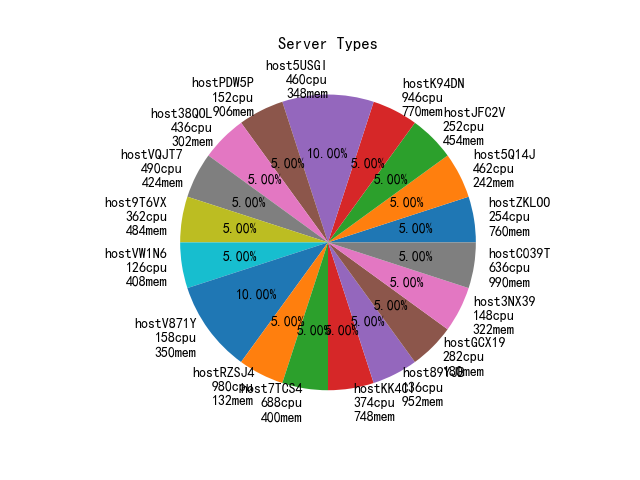 Server Types
hostZKLOO
254cpu
760mem
5.00%
host5Q14J
462cpu
242mem
5.00%
hostJFC2V
252cpu
454mem
5.00%
hostK94DN
946cpu
770mem
5.00%
host5USGI
460cpu
348mem
10.00%
hostPDW5P
152cpu
906mem
5.00%
host38QOL
436cpu
302mem
5.00%
hostVQJT7
490cpu
424mem
5.00%
host9T6VX
362cpu
484mem
5.00%
hostVW1N6
126cpu
408mem
5.00%
hostV871Y
158cpu
350mem
10.00%
hostRZSJ4
980cpu
132mem
5.00%
host7TCS4
688cpu
400mem
5.00%
374cpu
748mem
5.00%
136cpu
952mem
5.00%
hostGCX19
282cpu
5.00%
host3NX39
148cpu
322mem
5.00%
hostCO39T
636cpu
990mem
5.00%